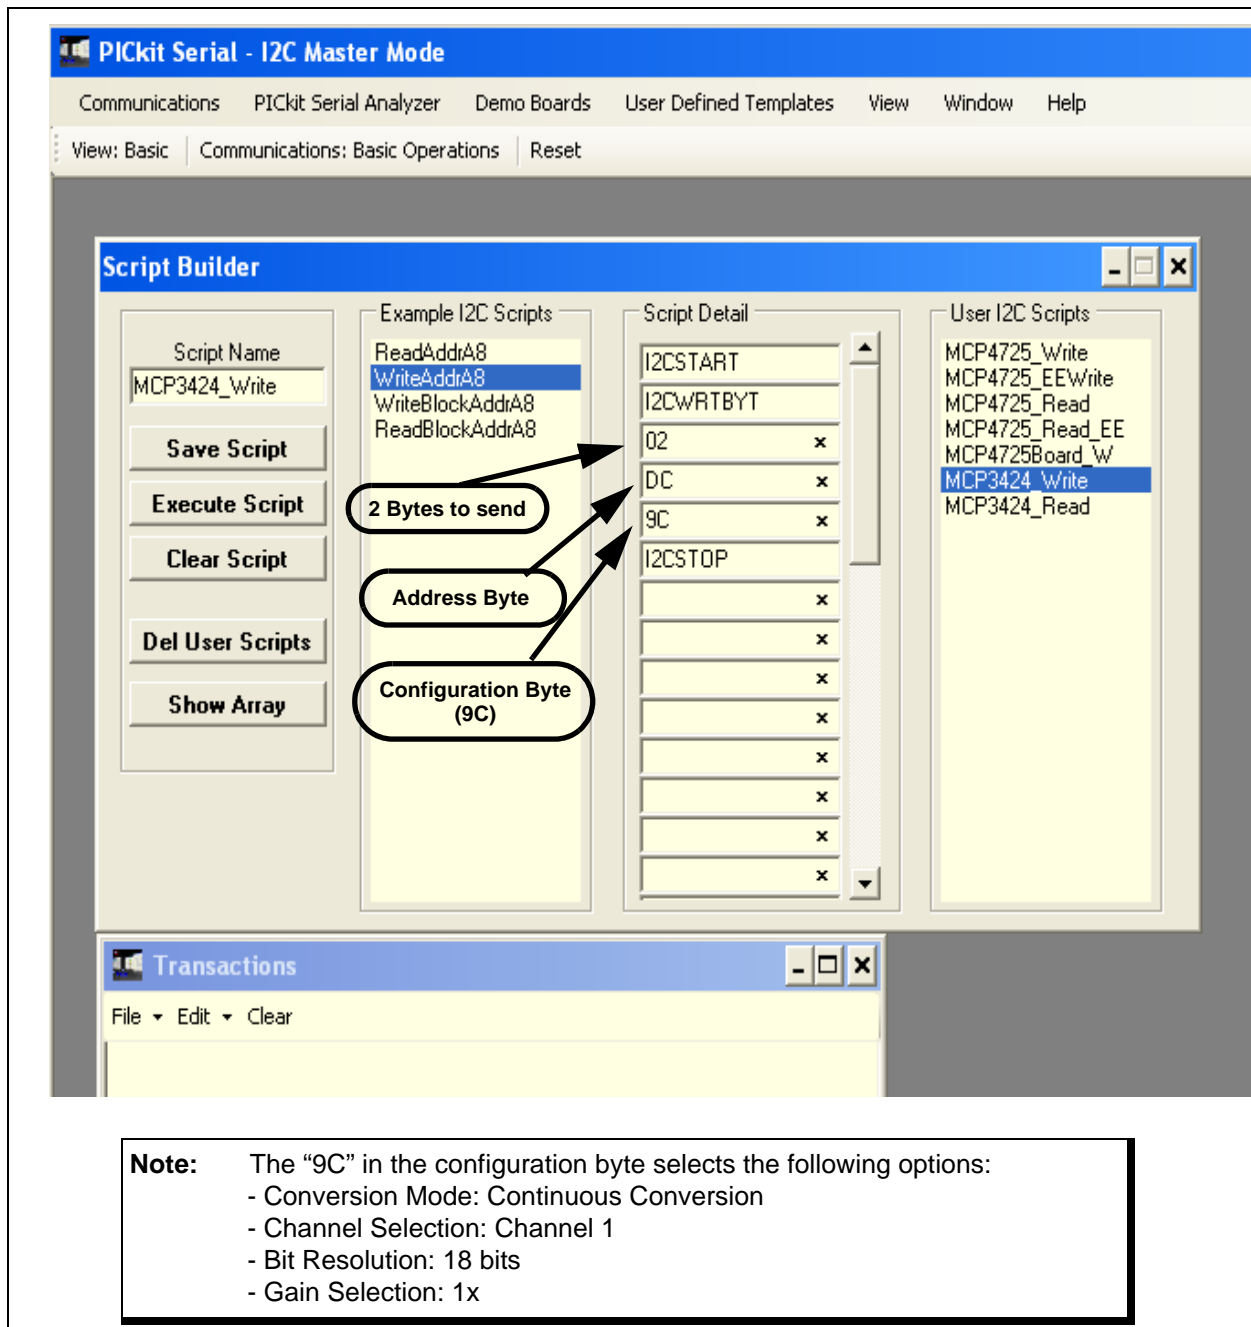 PICkit Serial - I2C Master Mode
Communications PICkit Serial Analyzer Demo Boards User Defined Templates View Window Help
View: Basic Communications: Basic Operations Reset
Script Builder
Script Name
MCP3424_Write
Save Script
Execute Script
Clear Script
Del User Scripts
Show Array
Example I2C Scripts
ReadAddrA8
WriteAddrA8
WriteBlockAddrA8
ReadBlockAddrA8
2 Bytes to send
Address Byte
Configuration Byte
(9C)
Script Detail
I2CSTART
I2CWRTBYT
02
DC
9C
I2CSTOP
User I2C Scripts
MCP4725_Write
MCP4725_EEWrite
MCP4725_Read
MCP4725_Read_EE
MCP4725Board_W
MCP3424_Write
MCP3424_Read
Transactions
File Edit Clear
Note: The “9C” in the configuration byte selects the following options:
- Conversion Mode: Continuous Conversion
- Channel Selection: Channel 1
- Bit Resolution: 18 bits
- Gain Selection: 1x